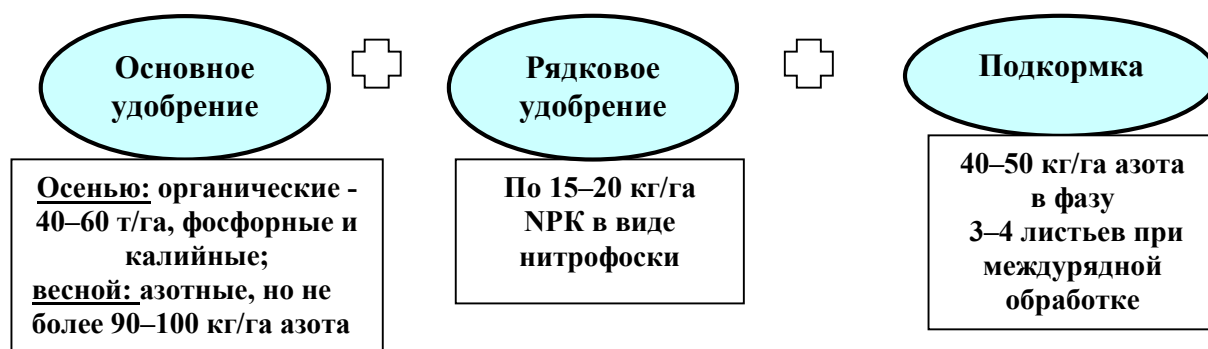 Основное
удобрение
Осенью: органические -
40–60 т/га, фосфорные и
калийные;
весной: азотные, но не
более 90–100 кг/га азота
Рядковое
удобрение
По 15–20 кг/га
NPК в виде
нитрофоски
Подкормка
40–50 кг/га азота
в фазу
3–4 листьев при
междурядной
обработке